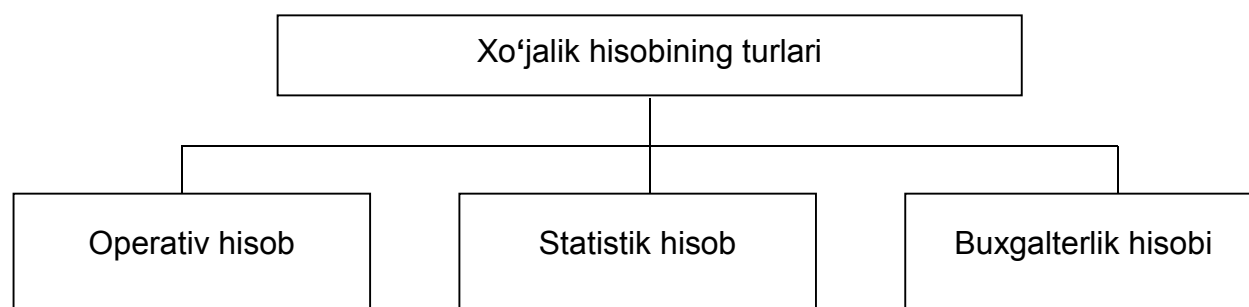 Xo‘jalik hisobining turlari
Operativ hisob
Statistik hisob
Buxgalterlik hisobi